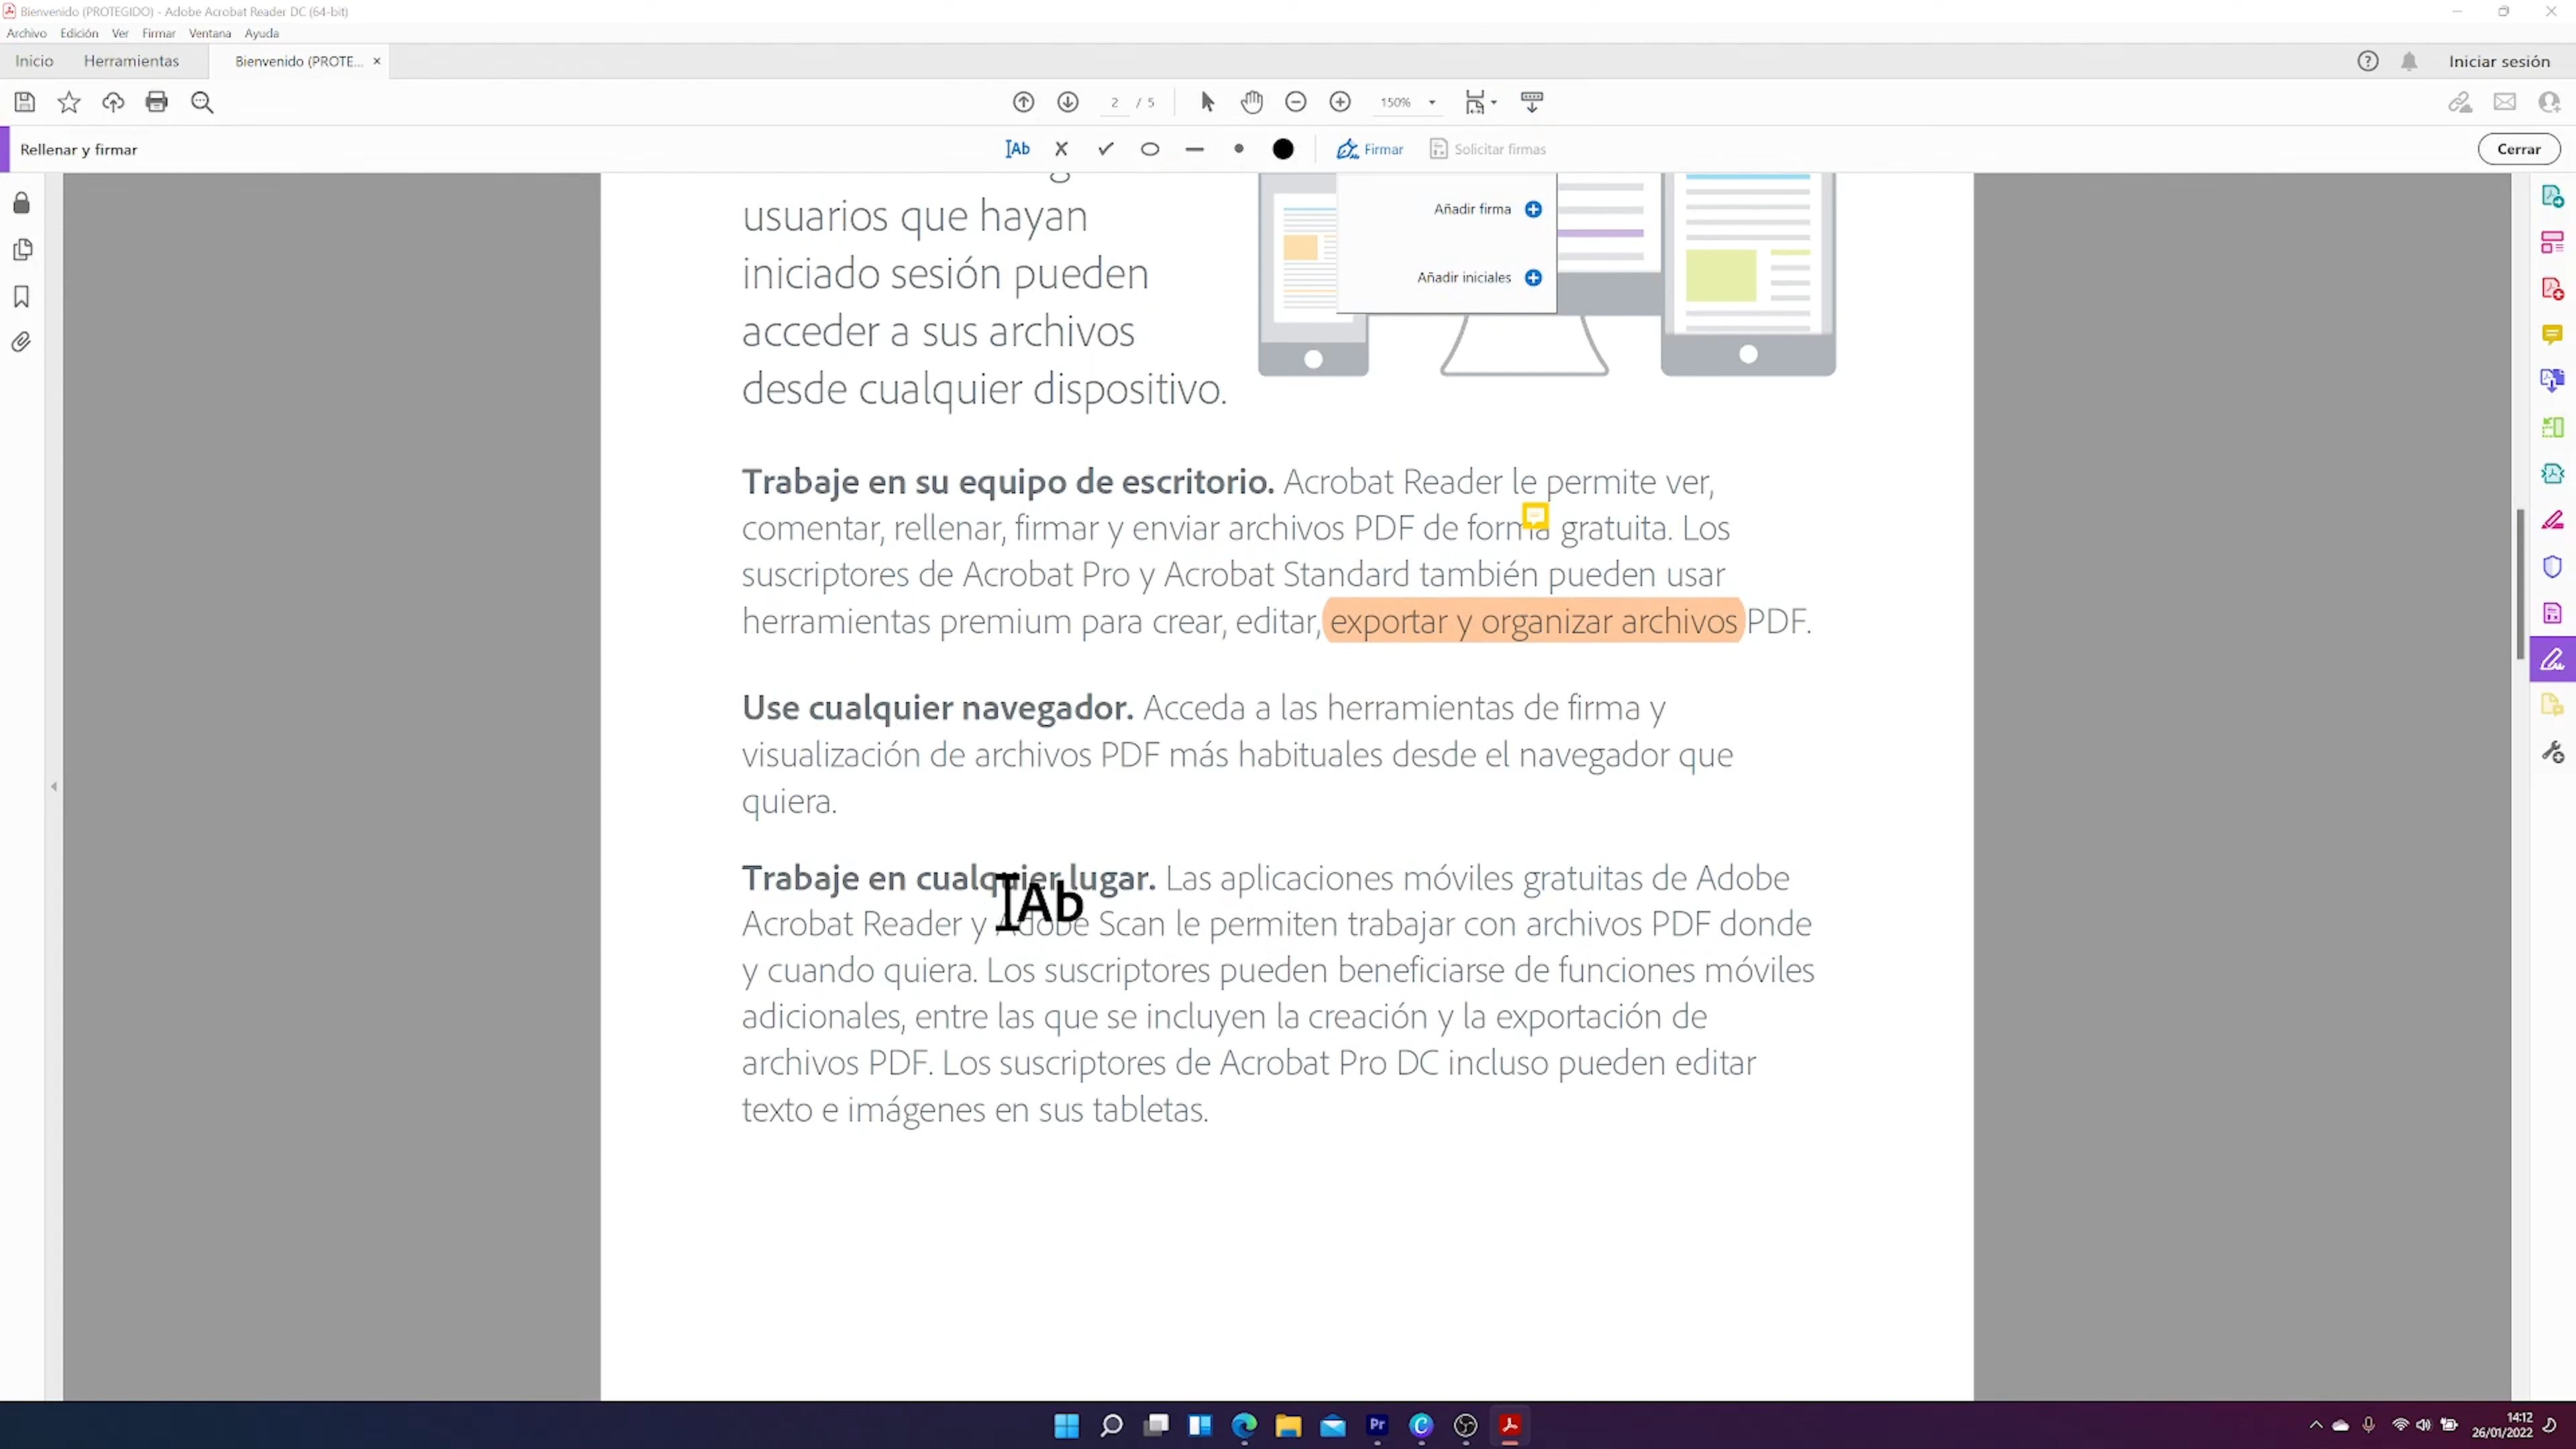 Bienvenido (PROTEGIDO) - Adobe Acrobat Reader DC (64-bit)
Archivo Edición Ver Firmar Ventana Ayuda
Inicio Herramientas Bienvenido (PROTE... × Iniciar sesión
2 / 5 150%
Rellenar y firmar Ab Firmar Solicitar firmas Cerrar
Añadir firma
Añadir iniciales
usuarios que hayan
iniciado sesión pueden
acceder a sus archivos
desde cualquier dispositivo.
Trabaje en su equipo de escritorio. Acrobat Reader le permite ver,
comentar, rellenar, firmar y enviar archivos PDF de forma gratuita. Los
suscriptores de Acrobat Pro y Acrobat Standard también pueden usar
herramientas premium para crear, editar, exportar y organizar archivos PDF.
Use cualquier navegador. Acceda a las herramientas de firma y
visualización de archivos PDF más habituales desde el navegador que
quiera.
Trabaje en cualquier lugar. Las aplicaciones móviles gratuitas de Adobe
Ab
Acrobat Reader y Adobe Scan le permiten trabajar con archivos PDF donde
y cuando quiera. Los suscriptores pueden beneficiarse de funciones móviles
adicionales, entre las que se incluyen la creación y la exportación de
archivos PDF. Los suscriptores de Acrobat Pro DC incluso pueden editar
texto e imágenes en sus tabletas.
Pr
14:12
26/01/2022